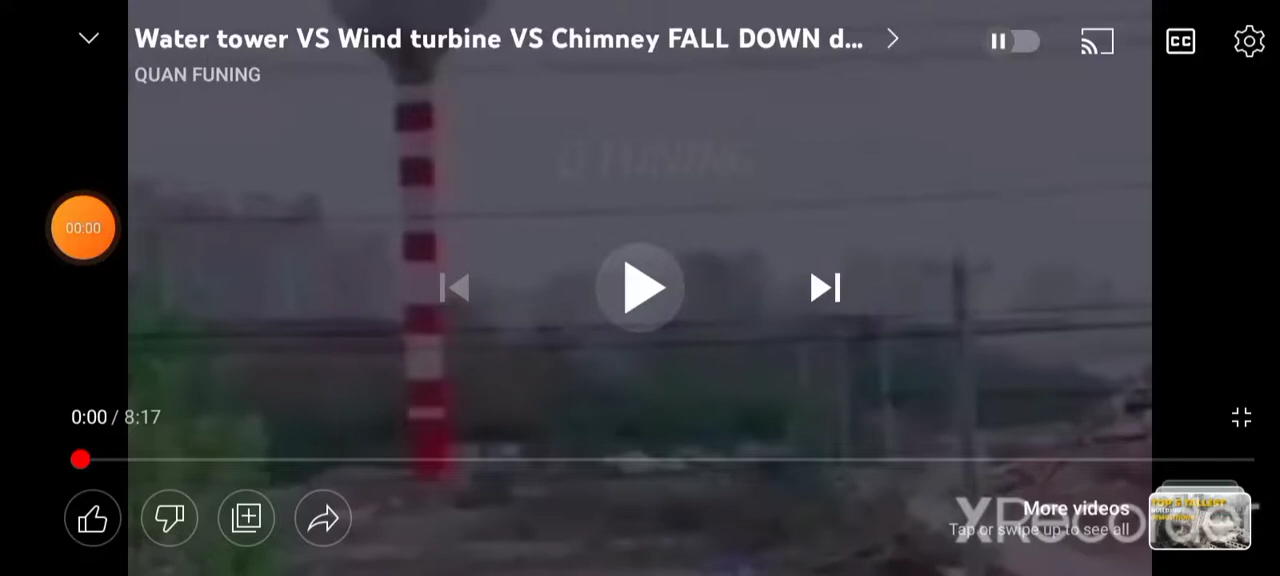 Water tower VS Wind turbine VS Chimney FALL DOWN d...
QUAN FUNING
00:00
0:00 / 8:17
More videos
Tap or swipe up to see all
XRecorder